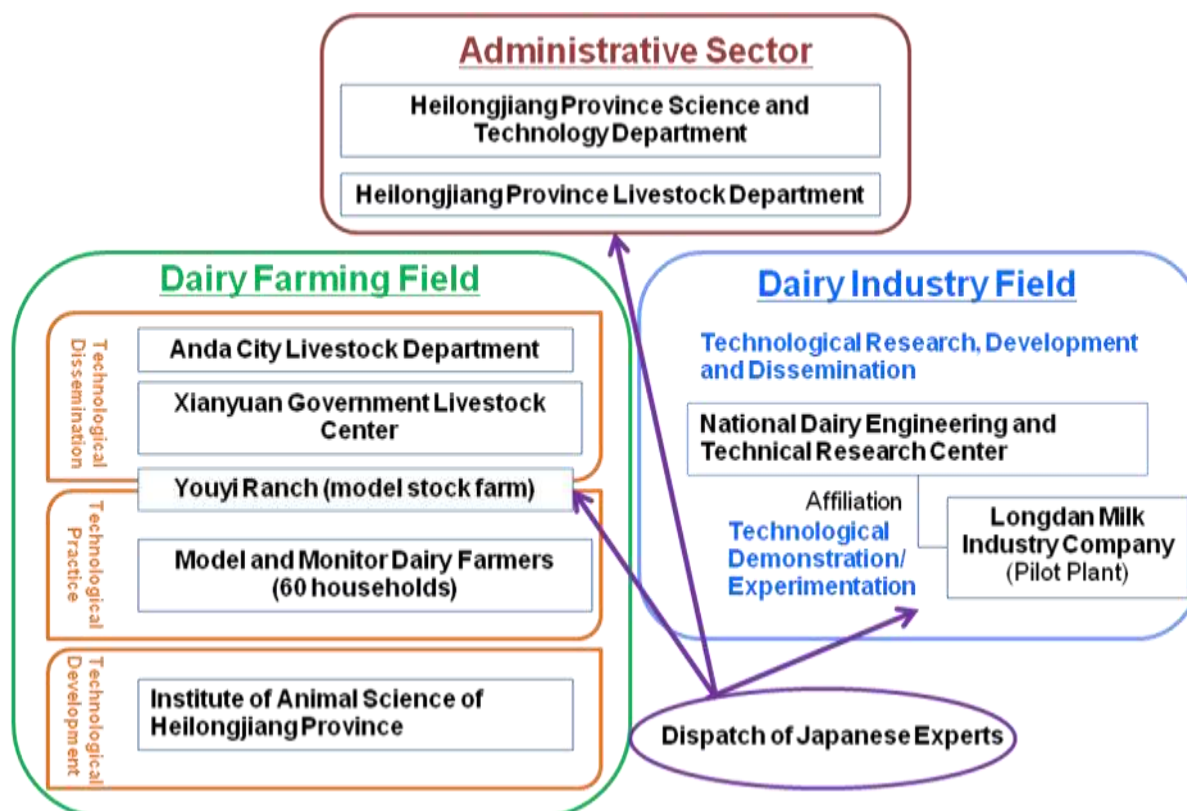 Administrative Sector
Heilongjiang Province Science and
Technology Department
Heilongjiang Province Livestock Department
Dairy Farming Field
Technological
Dissemination
Anda City Livestock Department
Xianyuan Government Livestock
Center
Youyi Ranch (model stock farm)
Technological
Practice
Model and Monitor Dairy Farmers
(60 households)
Technological
Development
Institute of Animal Science of
Heilongjiang Province
Dairy Industry Field
Technological Research, Development
and Dissemination
National Dairy Engineering and
Technical Research Center
Affiliation
Technological
Demonstration/
Experimentation
Longdan Milk
Industry Company
(Pilot Plant)
Dispatch of Japanese Experts